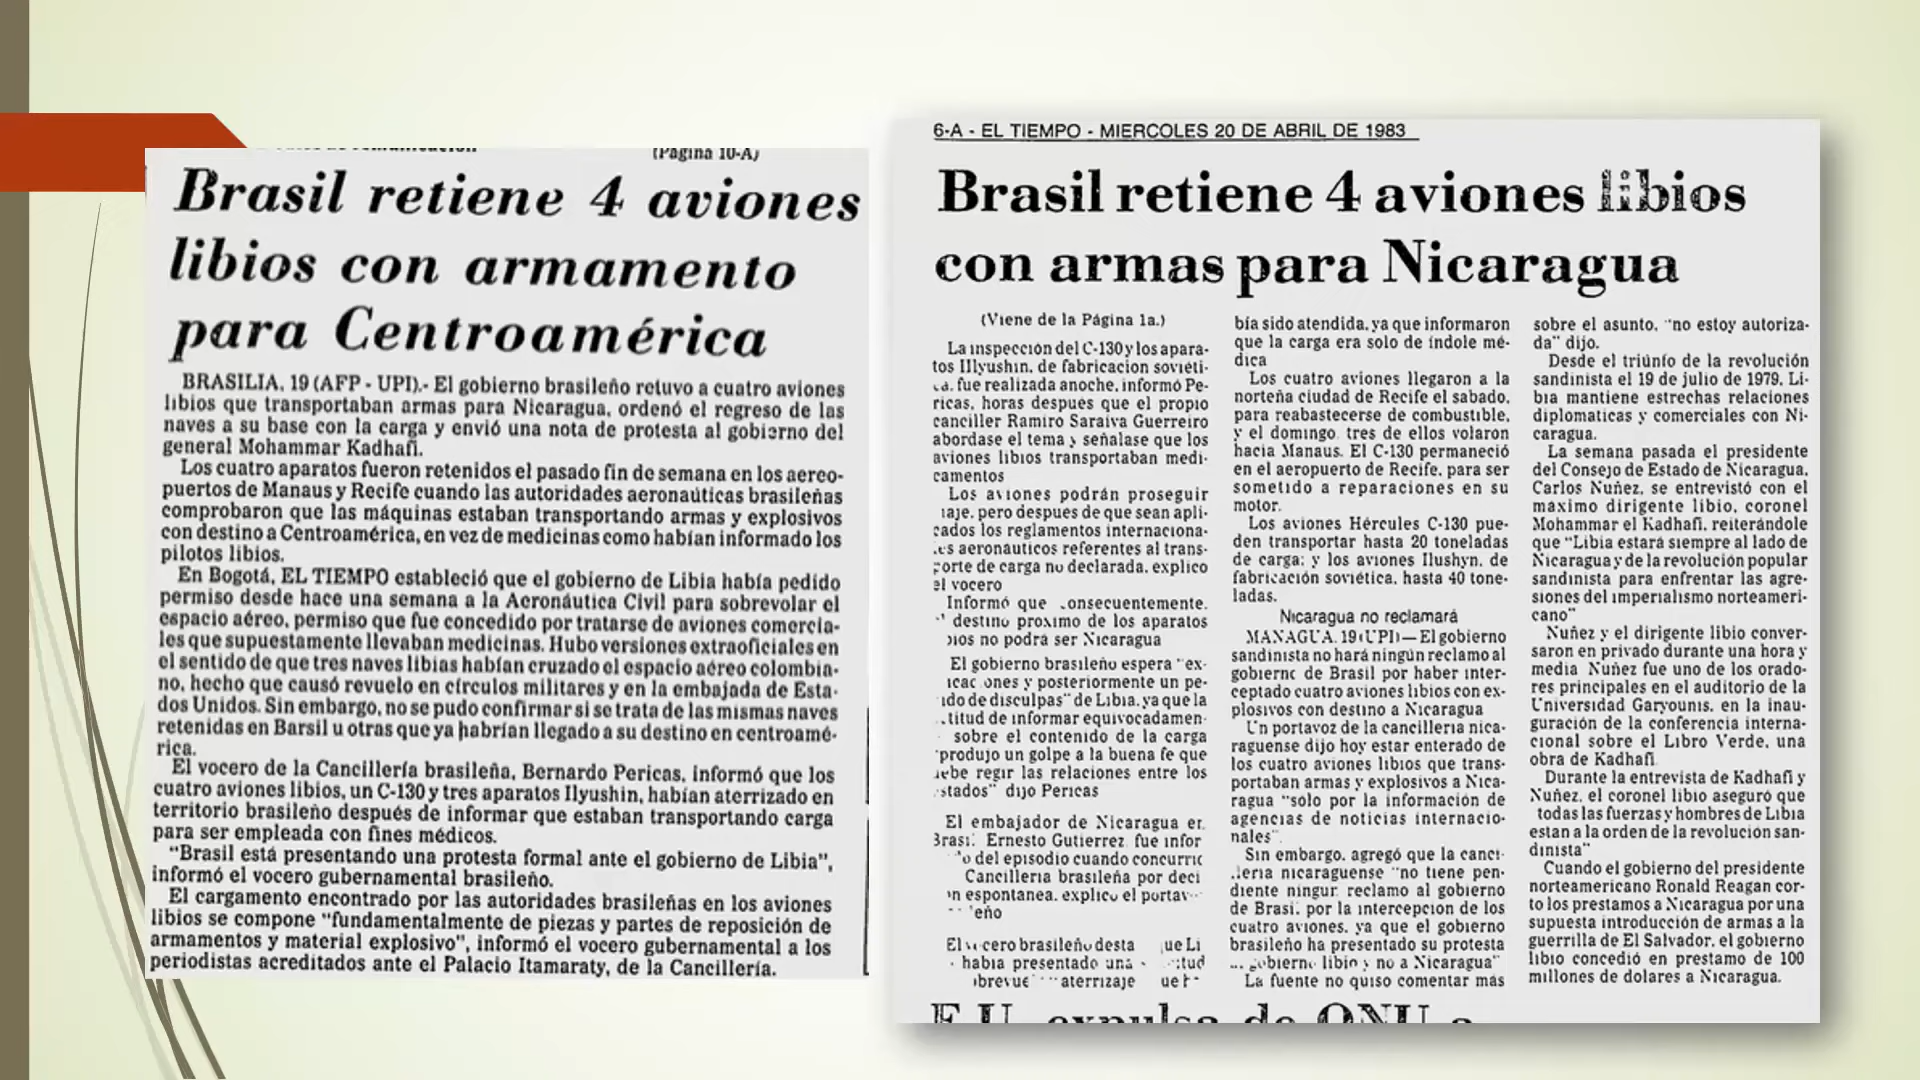 (Página 10-A)
Brasil retiene 4 aviones
libios con armamento
para Centroamérica
BRASILIA, 19 (AFP - UPI).- El gobierno brasileño retuvo a cuatro aviones
libios que transportaban armas para Nicaragua, ordenó el regreso de las
naves a su base con la carga y envió una nota de protesta al gobierno del
general Mohammar Kadhafi.
Los cuatro aparatos fueron retenidos el pasado fin de semana en los aereo-
puertos de Manaus y Recife cuando las autoridades aeronaúticas brasileñas
comprobaron que las máquinas estaban transportando armas y explosivos
con destino a Centroamérica, en vez de medicinas como habían informado los
pilotos libios.
En Bogotá, EL TIEMPO estableció que el gobierno de Libia había pedido
permiso desde hace una semana a la Aeronáutica Civil para sobrevolar el
espacio aéreo, permiso que fue concedido por tratarse de aviones comercia-
les que supuestamente llevaban medicinas. Hubo versiones extraoficiales en
el sentido de que tres naves libias habían cruzado el espacio aéreo colombia-
no, hecho que causó revuelo en círculos militares y en la embajada de Esta-
dos Unidos. Sin embargo, no se pudo confirmar si se trata de las mismas naves
retenidas en Barsil u otras que ya habrían llegado a su destino en centroamé-
rica.
El vocero de la Cancillería brasileña, Bernardo Pericas, informó que los
cuatro aviones libios, un C-130 y tres aparatos Ilyushin, habían aterrizado en
territorio brasileño después de informar que estaban transportando carga
para ser empleada con fines médicos.
"Brasil está presentando una protesta formal ante el gobierno de Libia",
informó el vocero gubernamental brasileño.
El cargamento encontrado por las autoridades brasileñas en los aviones
libios se compone "fundamentalmente de piezas y partes de reposición de
armamentos y material explosivo", informó el vocero gubernamental a los
periodistas acreditados ante el Palacio Itamaraty, de la Cancillería.
6-A - EL TIEMPO - MIERCOLES 20 DE ABRIL DE 1983
Brasil retiene 4 aviones libios
con armas para Nicaragua
(Viene de la Página 1a.)
La inspección del C-130 y los apara-
tos Illyushin, de fabricacion soviéti-
fue realizada anoche, informó Pe-
ricas, horas después que el propio
canciller Ramiro Saraiva Guerreiro
abordase el tema y señalase que los
aviones libios transportaban medi-
camentos
Los aviones podrán proseguir
pero despues de que sean apli-
cados los reglamentos internaciona-
aeronáuticos referentes al trans-
porte de carga no declarada, explico
el vocero
Informó que
destino proximo de los aparatos
no podrá ser Nicaragua
El gobierno brasileño espera "ex-
y posteriormente un pe-
de disculpas" de Libia, ya que la
de informar equivocadamen-
sobre el contenido de la carga
produjo un golpe a la buena fe que
debe regir las relaciones entre los
dijo Pericas
El embajador de Nicaragua en
Brasil Ernesto Gutierrez fue infor
del episodio cuando concurrio
Cancilleria brasileña por deci
espontanea, explico el
El brasileño
habia presentado una
aterrizaje
bía sido atendida, ya que informaron
que la carga era solo de índole mé-
dica
Los cuatro aviones llegaron a la
norteña ciudad de Recife el sabado,
para reabastecerse de combustible,
y el domingo tres de ellos volaron
hacia Manaus. El C-130 permaneció
en el aeropuerto de Recife, para ser
sometido a reparaciones en su
motor.
Los aviones Hércules C-130 pue-
den transportar hasta 20 toneladas
de carga; y los aviones Ilushyn, de
fabricación soviética, hasta 40 tone-
ladas.
Nicaragua no reclamará
MANAGUA, 19 (UPI) — El gobierno
sandinista no hará ningún reclamo al
gobierno de Brasil por haber inter-
ceptado cuatro aviones libios con ex-
plosivos con destino a Nicaragua
Un portavoz de la cancilleria nica-
raguense dijo hoy estar enterado de
los cuatro aviones libios que trans-
portaban armas y explosivos a Nica-
ragua "solo por la información de
agencias de noticias internacio-
nales"
Sin embargo, agregó que la canci-
lleria nicaraguense "no tiene pen-
diente ningun reclamo al gobierno
de Brasil por la intercepcion de los
cuatro aviones, ya que el gobierno
brasileño ha presentado su protesta
gobierno libio y no a Nicaragua"
La fuente no quiso comentar más
sobre el asunto, "no estoy autoriza-
da" dijo.
Desde el triunfo de la revolución
sandinista el 19 de julio de 1979, Li-
bia mantiene estrechas relaciones
diplomaticas y comerciales con Ni-
caragua.
La semana pasada el presidente
del Consejo de Estado de Nicaragua,
Carlos Nuñez, se entrevistó con el
maximo dirigente libio, coronel
Mohammar el Kadhafi, reiterándole
que "Libia estará siempre al lado de
Nicaragua y de la revolución popular
sandinista para enfrentar las agre-
siones del imperialismo norteameri-
cano"
Nuñez y el dirigente libio conver-
saron en privado durante una hora y
media Nuñez fue uno de los orado-
res principales en el auditorio de la
Universidad Garyounis, en la inau-
guración de la conferencia interna-
cional sobre el Libro Verde, una
obra de Kadhafi
Durante la entrevista de Kadhafi y
Nuñez, el coronel libio aseguró que
todas las fuerzas y hombres de Libia
estan a la orden de la revolución san-
dinista"
Cuando el gobierno del presidente
norteamericano Ronald Reagan cor-
to los prestamos a Nicaragua por una
supuesta introducción de armas a la
guerrilla de El Salvador, el gobierno
libio concedió en prestamo de 100
millones de dolares a Nicaragua.
E.U. expulsa de ONU a